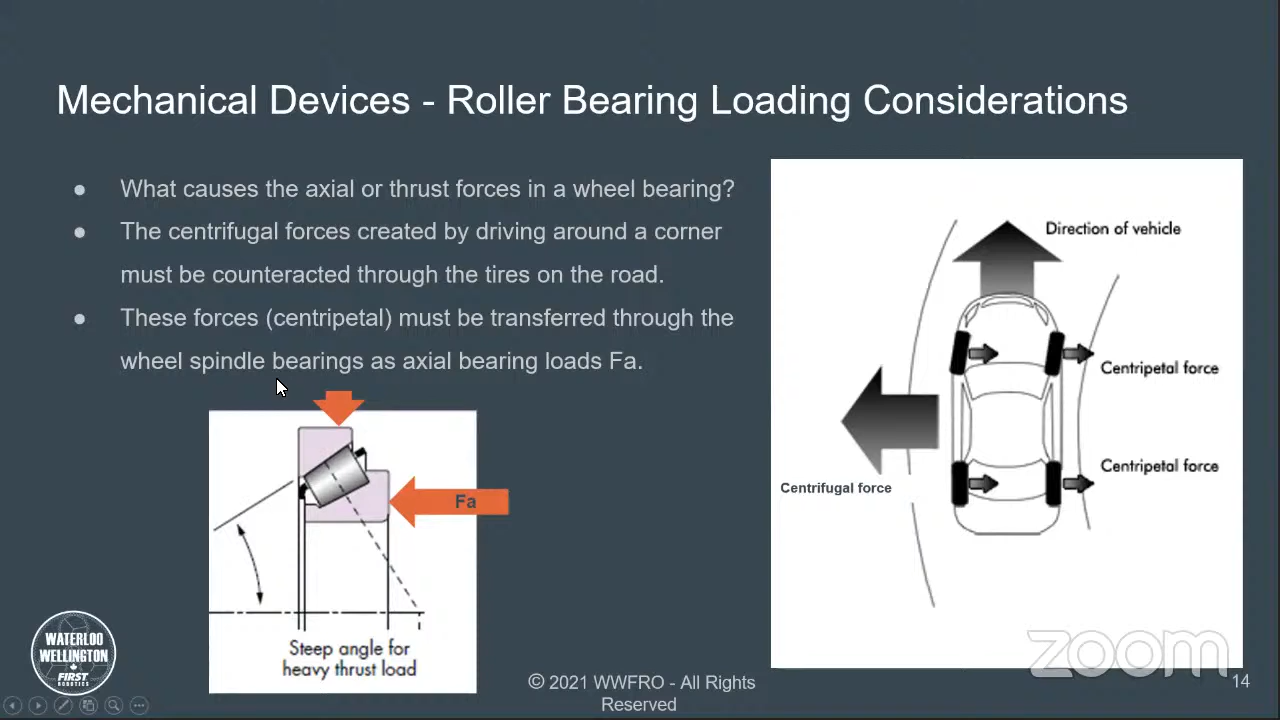 Mechanical Devices - Roller Bearing Loading Considerations
● What causes the axial or thrust forces in a wheel bearing?
● The centrifugal forces created by driving around a corner
must be counteracted through the tires on the road.
● These forces (centripetal) must be transferred through the
wheel spindle bearings as axial bearing loads Fa.
Fa
Steep angle for
heavy thrust load
Direction of vehicle
Centripetal force
Centripetal force
Centrifugal force
WATERLOO
WELLINGTON
FIRST
ROBOTICS
© 2021 WWFRO - All Rights
Reserved
zoom
14